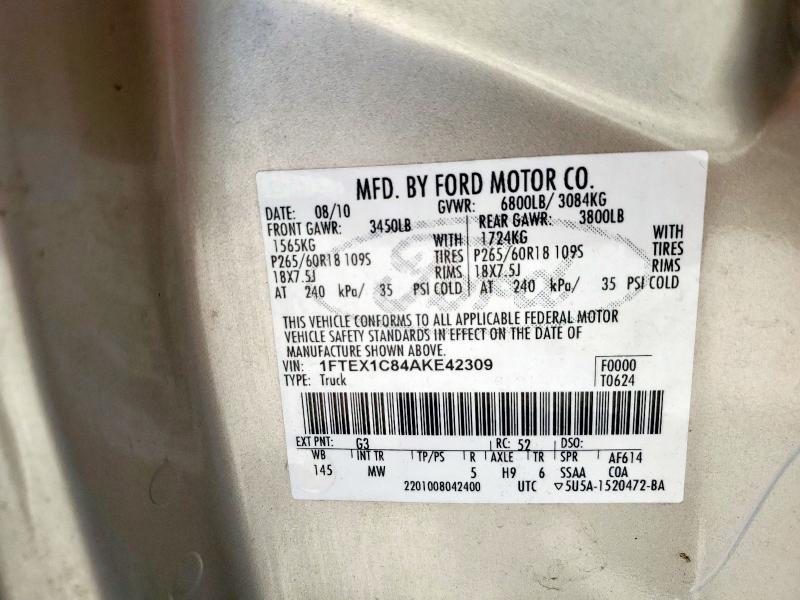 MFD. BY FORD MOTOR CO.
DATE: 08/10 GVWR: 6800LB/ 3084KG
FRONT GAWR: 3450LB REAR GAWR: 3800LB
1565KG WITH 1724KG WITH
P265/60R18 109S TIRES P265/60R18 109S TIRES
18X7.5J RIMS 18X7.5J RIMS
AT 240 kPa/ 35 PSI COLD AT 240 kPa/ 35 PSI COLD
Ford
THIS VEHICLE CONFORMS TO ALL APPLICABLE FEDERAL MOTOR
VEHICLE SAFETY STANDARDS IN EFFECT ON THE DATE OF
MANUFACTURE SHOWN ABOVE.
VIN: 1FTEX1C84AKE42309 F0000
TYPE: Truck T0624
EXT PNT: G3 RC: 52 DSO:
WB INT TR TP/PS R AXLE TR SPR AF614
145 MW 5 H9 6 SSAA COA
2201008042400 UTC ▽5U5A-1520472-BA